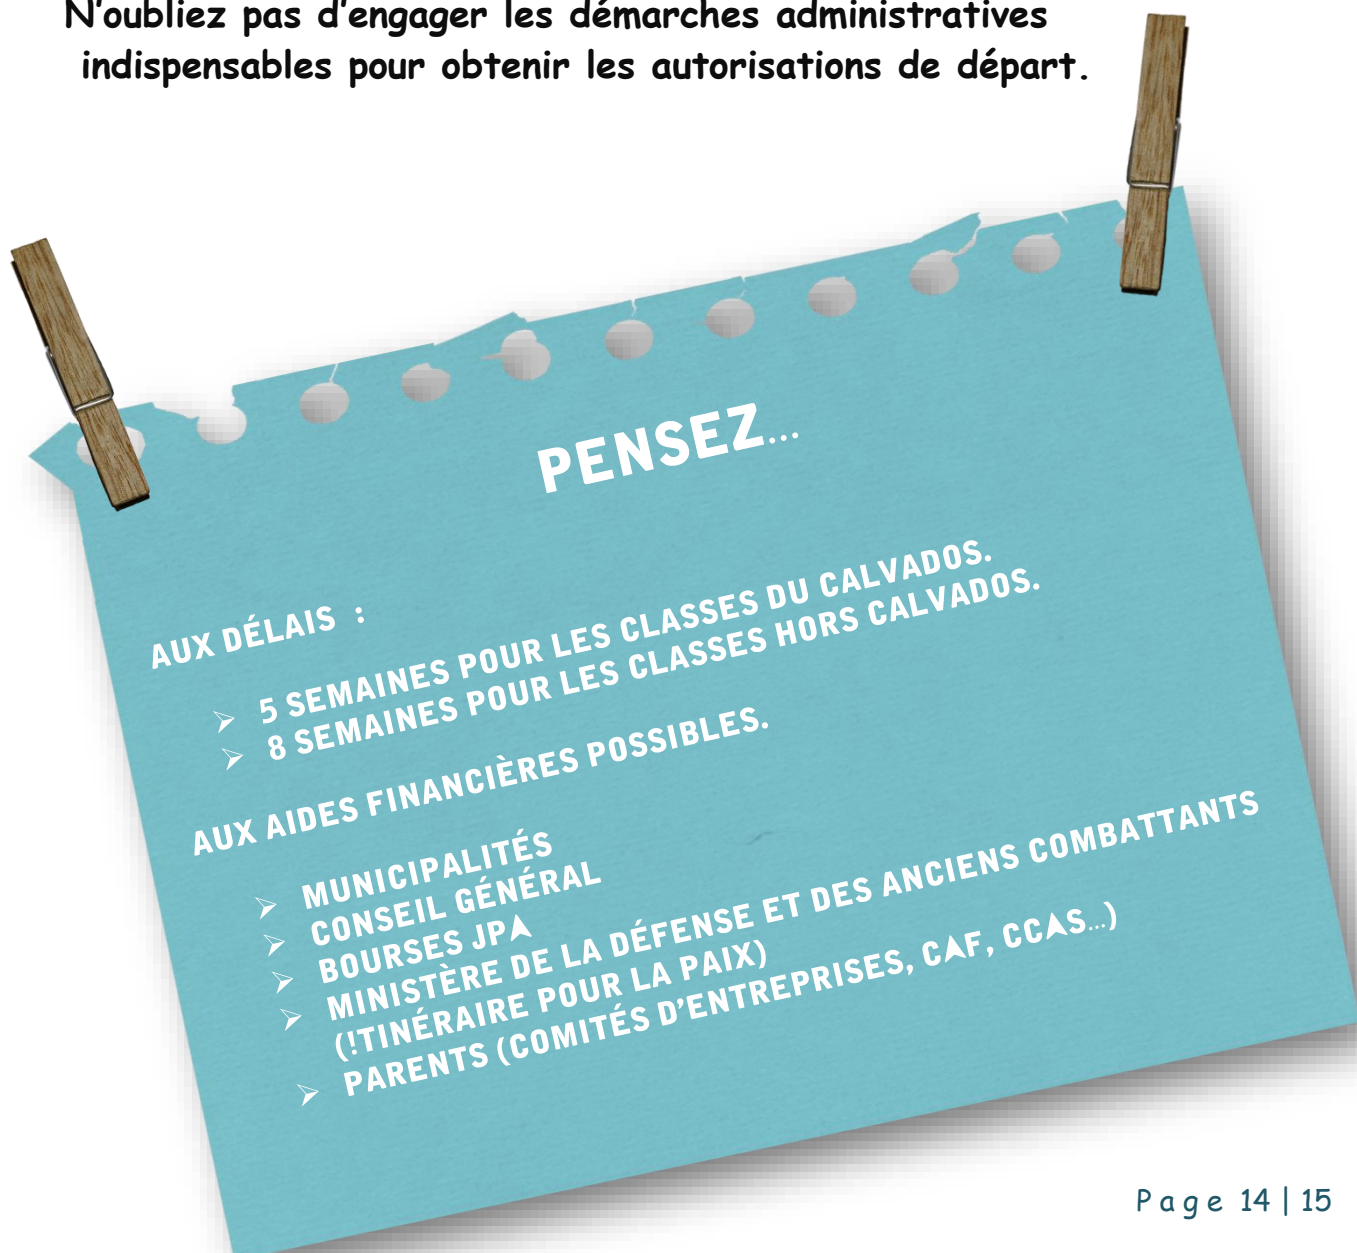 N'oubliez pas d'engager les démarches administratives
indispensables pour obtenir les autorisations de départ.
PENSEZ...
AUX DÉLAIS :
➢ 5 SEMAINES POUR LES CLASSES DU CALVADOS.
➢ 8 SEMAINES POUR LES CLASSES HORS CALVADOS.
AUX AIDES FINANCIÈRES POSSIBLES.
➢ MUNICIPALITÉS
➢ CONSEIL GÉNÉRAL
➢ BOURSES JPA
➢ MINISTÈRE DE LA DÉFENSE ET DES ANCIENS COMBATTANTS
(!TINÉRAIRE POUR LA PAIX)
➢ PARENTS (COMITÉS D'ENTREPRISES, CAF, CCAS...)
Page 14 | 15